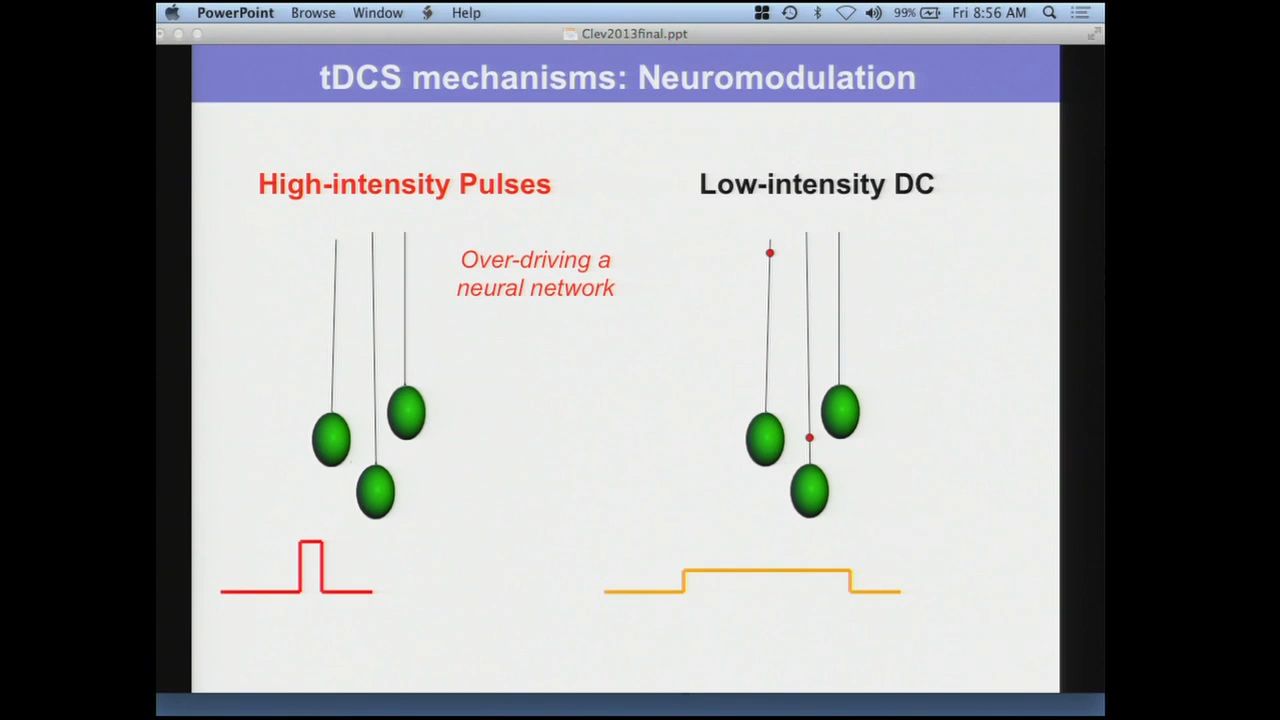 PowerPoint Browse Window Help 99% Fri 8:56 AM
Clev2013final.ppt
tDCS mechanisms: Neuromodulation
High-intensity Pulses
Low-intensity DC
Over-driving a
neural network